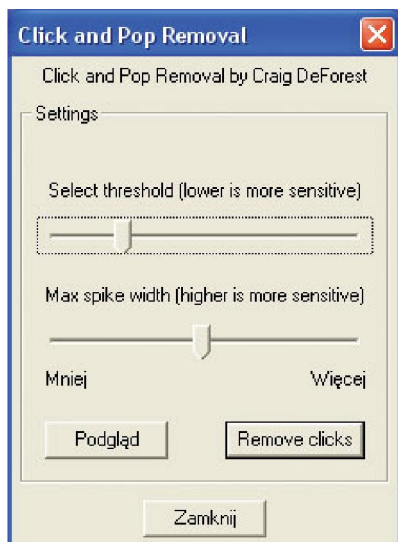 Click and Pop Removal
Click and Pop Removal by Craig DeForest
Settings
Select threshold (lower is more sensitive)
Max spike width (higher is more sensitive)
Mniej Więcej
Podgląd Remove clicks
Zamknij